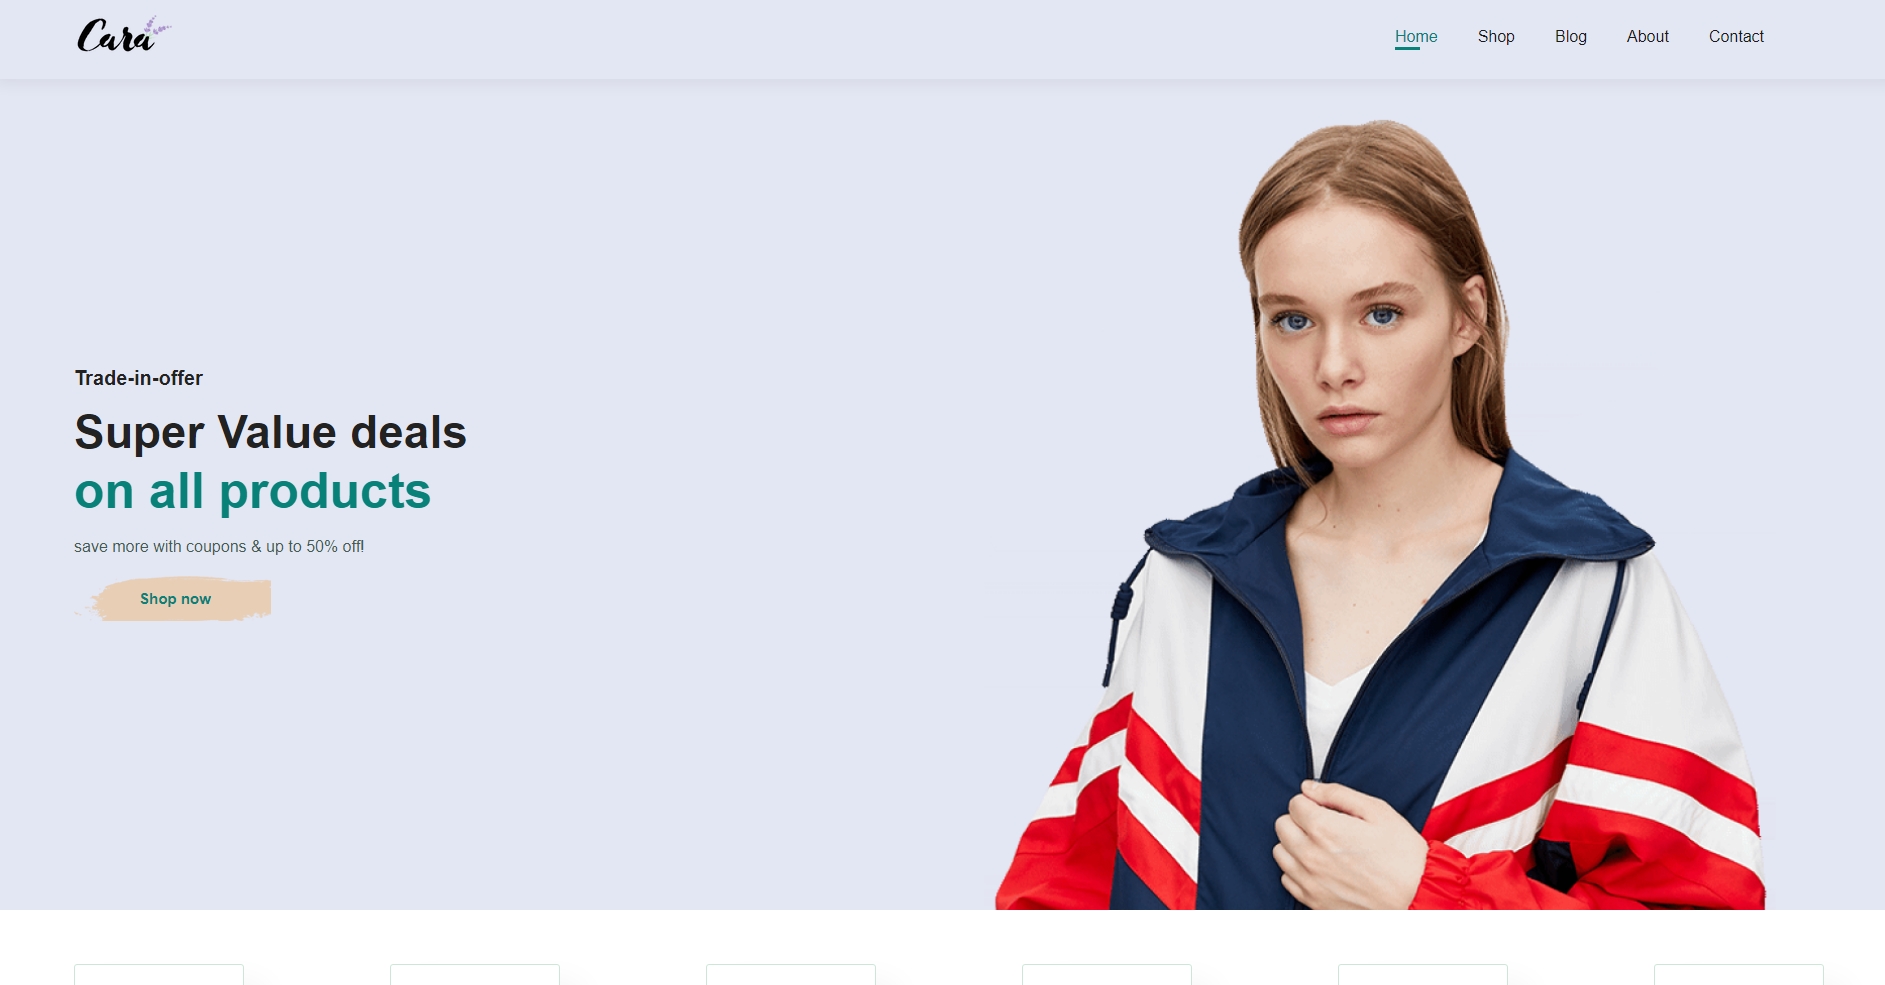 Cara
Home
Shop
Blog
About
Contact
Trade-in-offer
Super Value deals
on all products
save more with coupons & up to 50% off!
Shop now